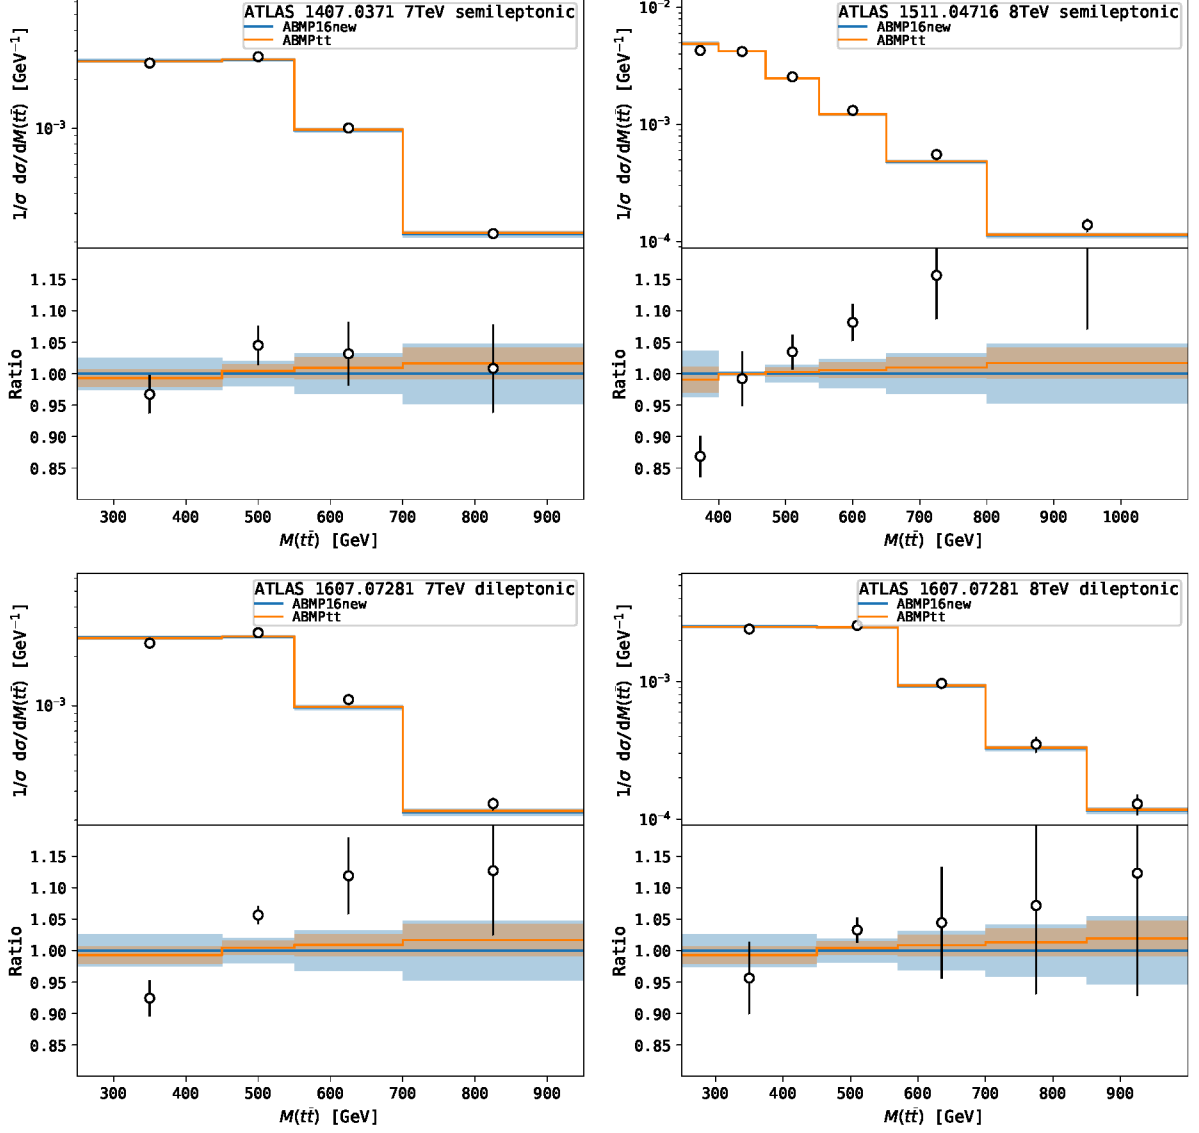 ATLAS 1407.0371 7TeV semileptonic
ABMP16new
ABMPtt
1/σ dσ/dM(tt̄) [GeV⁻¹]
10⁻³
Ratio
1.15
1.10
1.05
1.00
0.95
0.90
0.85
300 400 500 600 700 800 900
M(tt̄) [GeV]
ATLAS 1511.04716 8TeV semileptonic
ABMP16new
ABMPtt
1/σ dσ/dM(tt̄) [GeV⁻¹]
10⁻²
10⁻³
10⁻⁴
Ratio
1.15
1.10
1.05
1.00
0.95
0.90
0.85
400 500 600 700 800 900 1000
M(tt̄) [GeV]
ATLAS 1607.07281 7TeV dileptonic
ABMP16new
ABMPtt
1/σ dσ/dM(tt̄) [GeV⁻¹]
10⁻³
Ratio
1.15
1.10
1.05
1.00
0.95
0.90
0.85
300 400 500 600 700 800 900
M(tt̄) [GeV]
ATLAS 1607.07281 8TeV dileptonic
ABMP16new
ABMPtt
1/σ dσ/dM(tt̄) [GeV⁻¹]
10⁻³
10⁻⁴
Ratio
1.15
1.10
1.05
1.00
0.95
0.90
0.85
300 400 500 600 700 800 900
M(tt̄) [GeV]